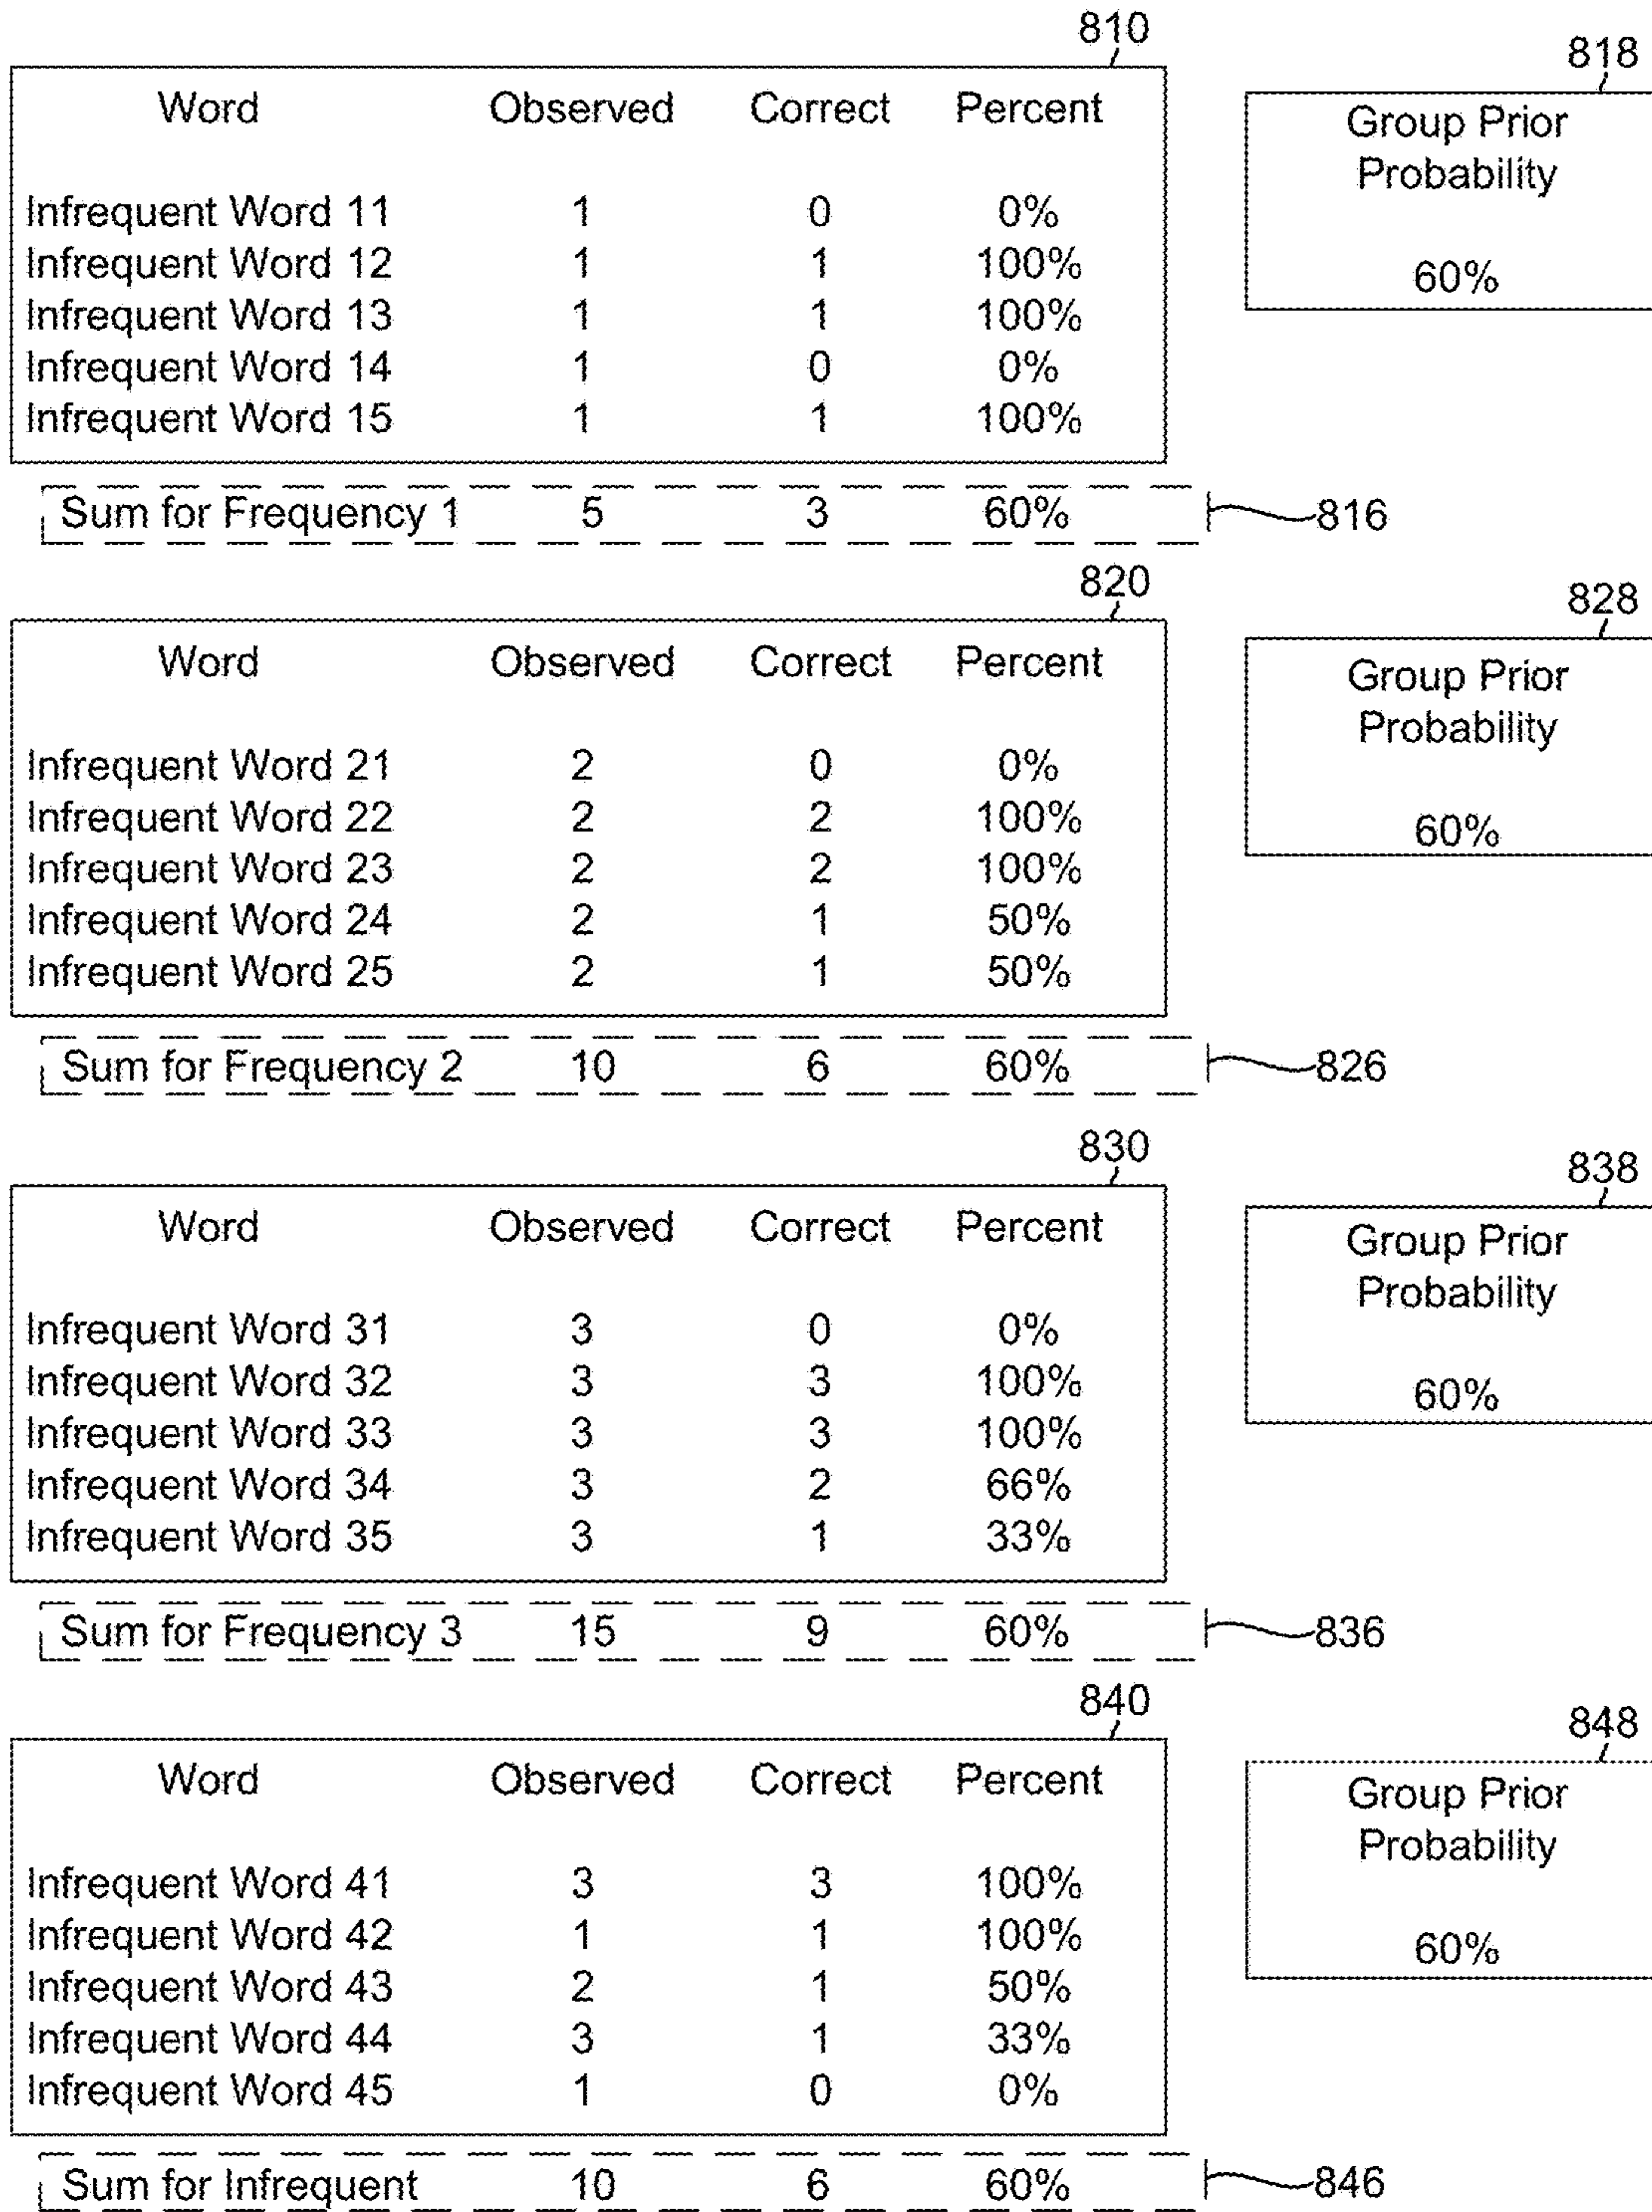 810
Word Observed Correct Percent
Infrequent Word 11 1 0 0%
Infrequent Word 12 1 1 100%
Infrequent Word 13 1 1 100%
Infrequent Word 14 1 0 0%
Infrequent Word 15 1 1 100%
818
Group Prior
Probability
60%
Sum for Frequency 1 5 3 60%
816
820
Word Observed Correct Percent
Infrequent Word 21 2 0 0%
Infrequent Word 22 2 2 100%
Infrequent Word 23 2 2 100%
Infrequent Word 24 2 1 50%
Infrequent Word 25 2 1 50%
828
Group Prior
Probability
60%
Sum for Frequency 2 10 6 60%
826
830
Word Observed Correct Percent
Infrequent Word 31 3 0 0%
Infrequent Word 32 3 3 100%
Infrequent Word 33 3 3 100%
Infrequent Word 34 3 2 66%
Infrequent Word 35 3 1 33%
838
Group Prior
Probability
60%
Sum for Frequency 3 15 9 60%
836
840
Word Observed Correct Percent
Infrequent Word 41 3 3 100%
Infrequent Word 42 1 1 100%
Infrequent Word 43 2 1 50%
Infrequent Word 44 3 1 33%
Infrequent Word 45 1 0 0%
848
Group Prior
Probability
60%
Sum for Infrequent 10 6 60%
846